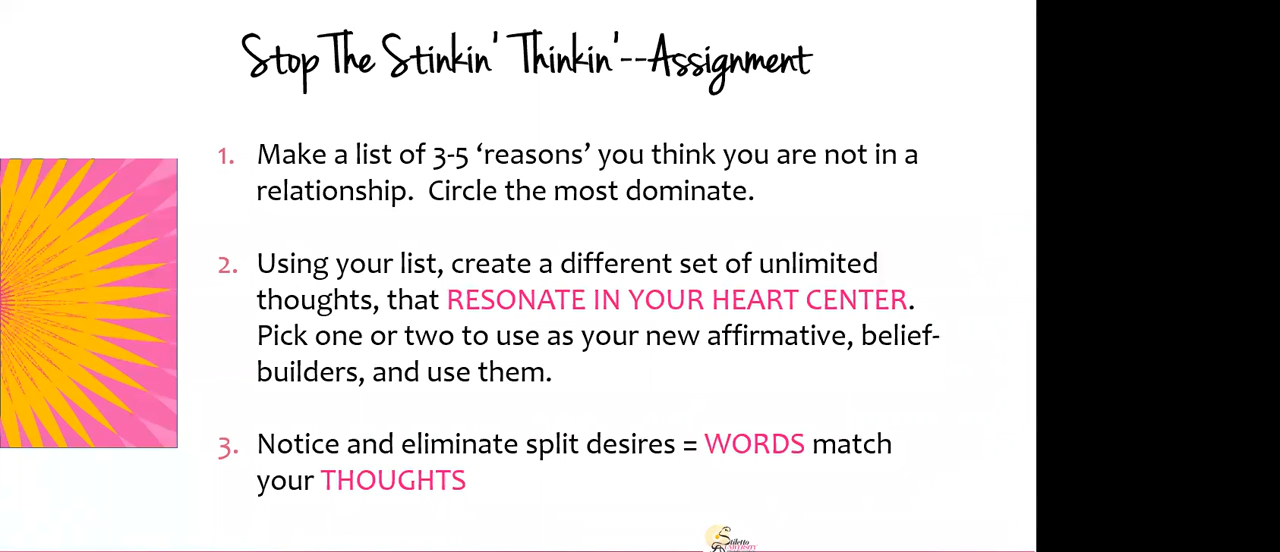 Stop The Stinkin' Thinkin'--Assignment
1. Make a list of 3-5 ‘reasons’ you think you are not in a
relationship.  Circle the most dominate.
2. Using your list, create a different set of unlimited
thoughts, that RESONATE IN YOUR HEART CENTER.
Pick one or two to use as your new affirmative, belief-
builders, and use them.
3. Notice and eliminate split desires = WORDS match
your THOUGHTS
Stiletto